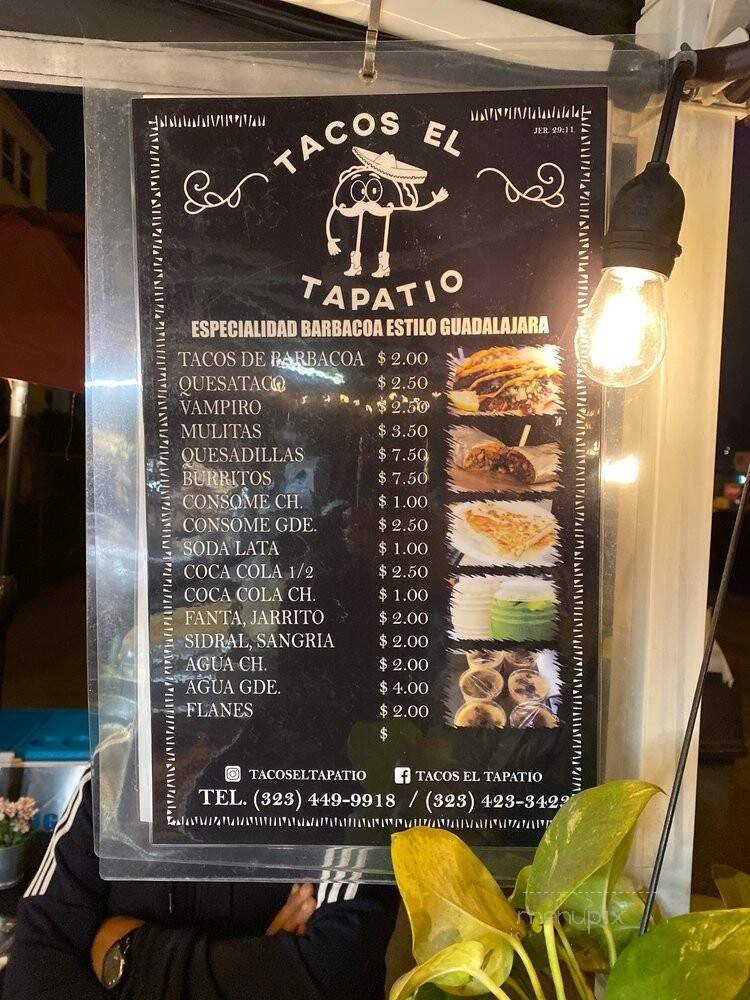 JER. 29:11
TACOS EL
TAPATIO
ESPECIALIDAD BARBACOA ESTILO GUADALAJARA
TACOS DE BARBACOA $ 2.00
QUESATACO $ 2.50
VAMPIRO $ 2.50
MULITAS $ 3.50
QUESADILLAS $ 7.50
BURRITOS $ 7.50
CONSOME CH. $ 1.00
CONSOME GDE. $ 2.50
SODA LATA $ 1.00
COCA COLA 1/2 $ 2.50
COCA COLA CH. $ 1.00
FANTA, JARRITO $ 2.00
SIDRAL, SANGRIA $ 2.00
AGUA CH. $ 2.00
AGUA GDE. $ 4.00
FLANES $ 2.00
$
TACOSELTAPATIO TACOS EL TAPATIO
TEL. (323) 449-9918 / (323) 423-3423
menupix